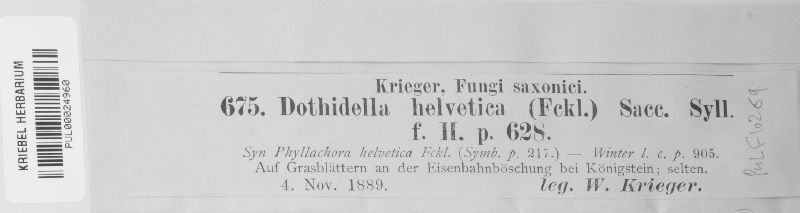 KRIEBEL HERBARIUM
PUL00024960
Krieger, Fungi saxonici.
675. Dothidella helvetica (Fckl.) Sacc. Syll.
f. II. p. 628.
Syn Phyllachora helvetica Fckl. (Symb. p. 217.) — Winter l. c. p. 905.
Auf Grasblättern an der Eisenbahnböschung bei Königstein; selten.
4. Nov. 1889. leg. W. Krieger.
PuLF16269